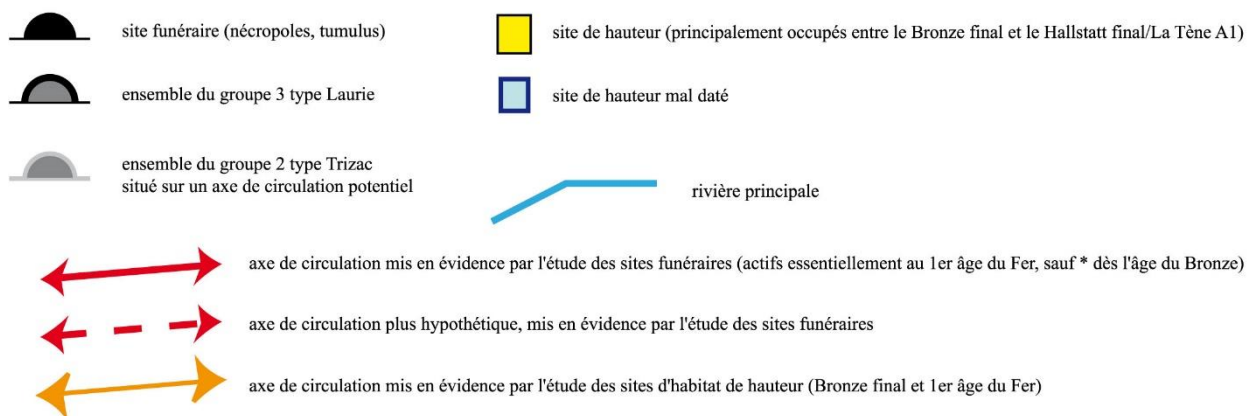 site funéraire (nécropoles, tumulus)
site de hauteur (principalement occupés entre le Bronze final et le Hallstatt final/La Tène A1)
ensemble du groupe 3 type Laurie
site de hauteur mal daté
ensemble du groupe 2 type Trizac
situé sur un axe de circulation potentiel
rivière principale
axe de circulation mis en évidence par l'étude des sites funéraires (actifs essentiellement au 1er âge du Fer, sauf * dès l'âge du Bronze)
axe de circulation plus hypothétique, mis en évidence par l'étude des sites funéraires
axe de circulation mis en évidence par l'étude des sites d'habitat de hauteur (Bronze final et 1er âge du Fer)